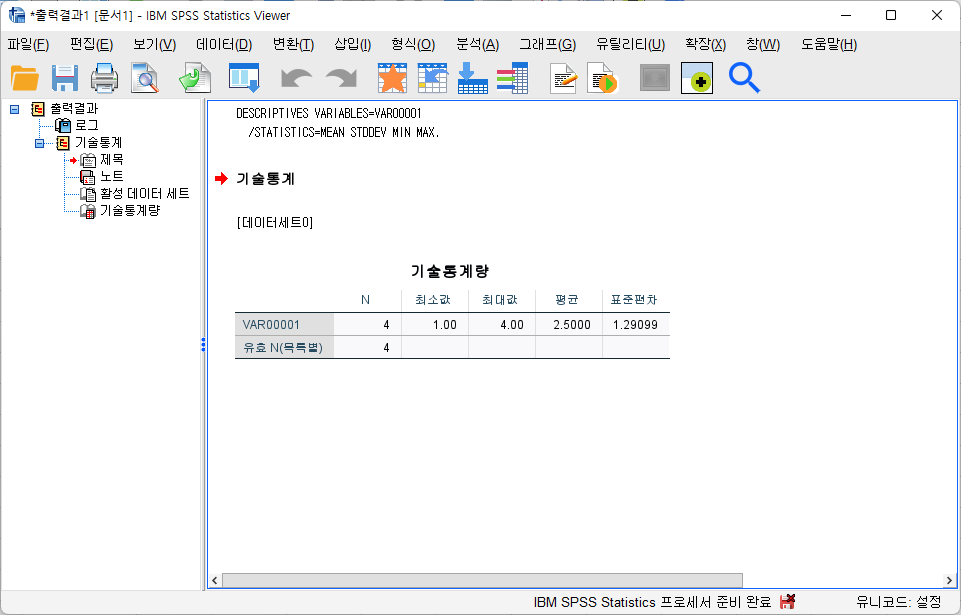 *출력결과1 [문서1] - IBM SPSS Statistics Viewer
파일(F) 편집(E) 보기(V) 데이터(D) 변환(T) 삽입(I) 형식(O) 분석(A) 그래프(G) 유틸리티(U) 확장(X) 창(W) 도움말(H)
출력결과
로그
기술통계
제목
노트
활성 데이터 세트
기술통계량
DESCRIPTIVES VARIABLES=VAR00001
/STATISTICS=MEAN STDDEV MIN MAX.
기술통계
[데이터세트0]
기술통계량
N 최소값 최대값 평균 표준편차
VAR00001 4 1.00 4.00 2.5000 1.29099
유효 N(목록별) 4
IBM SPSS Statistics 프로세서 준비 완료 유니코드: 설정